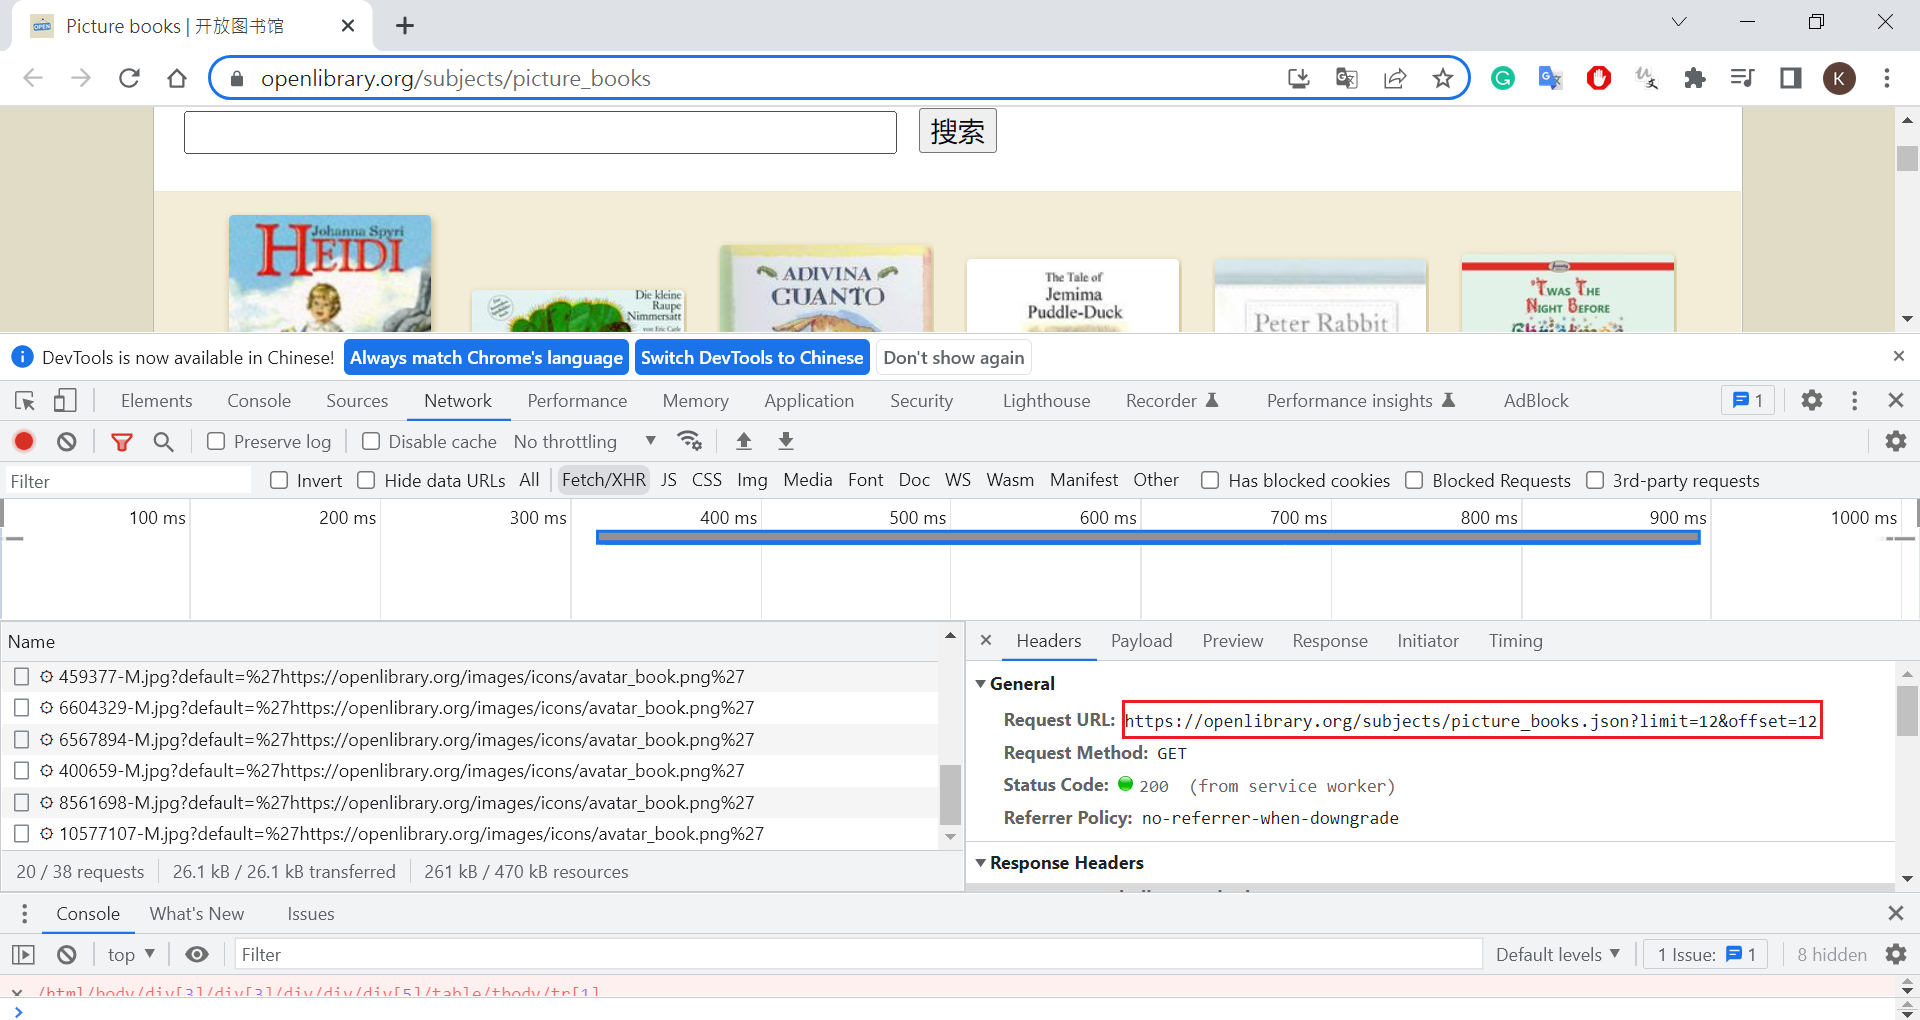 Picture books | 开放图书馆
openlibrary.org/subjects/picture_books
K
搜索
Johanna Spyri
HEIDI
Die kleine
Raupe
Nimmersatt
von Eric Carle
ADIVINA
CUANTO
The Tale of
Jemima
Puddle-Duck
Peter Rabbit
'TWAS THE
NIGHT BEFORE
DevTools is now available in Chinese! Always match Chrome's language Switch DevTools to Chinese Don't show again
Elements Console Sources Network Performance Memory Application Security Lighthouse Recorder Performance insights AdBlock 1
Preserve log Disable cache No throttling
Filter Invert Hide data URLs All Fetch/XHR JS CSS Img Media Font Doc WS Wasm Manifest Other Has blocked cookies Blocked Requests 3rd-party requests
100 ms 200 ms 300 ms 400 ms 500 ms 600 ms 700 ms 800 ms 900 ms 1000 ms
Name
459377-M.jpg?default=%27https://openlibrary.org/images/icons/avatar_book.png%27
6604329-M.jpg?default=%27https://openlibrary.org/images/icons/avatar_book.png%27
6567894-M.jpg?default=%27https://openlibrary.org/images/icons/avatar_book.png%27
400659-M.jpg?default=%27https://openlibrary.org/images/icons/avatar_book.png%27
8561698-M.jpg?default=%27https://openlibrary.org/images/icons/avatar_book.png%27
10577107-M.jpg?default=%27https://openlibrary.org/images/icons/avatar_book.png%27
20 / 38 requests 26.1 kB / 26.1 kB transferred 261 kB / 470 kB resources
Headers Payload Preview Response Initiator Timing
General
Request URL: https://openlibrary.org/subjects/picture_books.json?limit=12&offset=12
Request Method: GET
Status Code: 200 (from service worker)
Referrer Policy: no-referrer-when-downgrade
Response Headers
Console What's New Issues
top Filter Default levels 1 Issue: 1 8 hidden
/html/body/div[3]/div[3]/div/div/div[5]/table/tbody/tr[1]